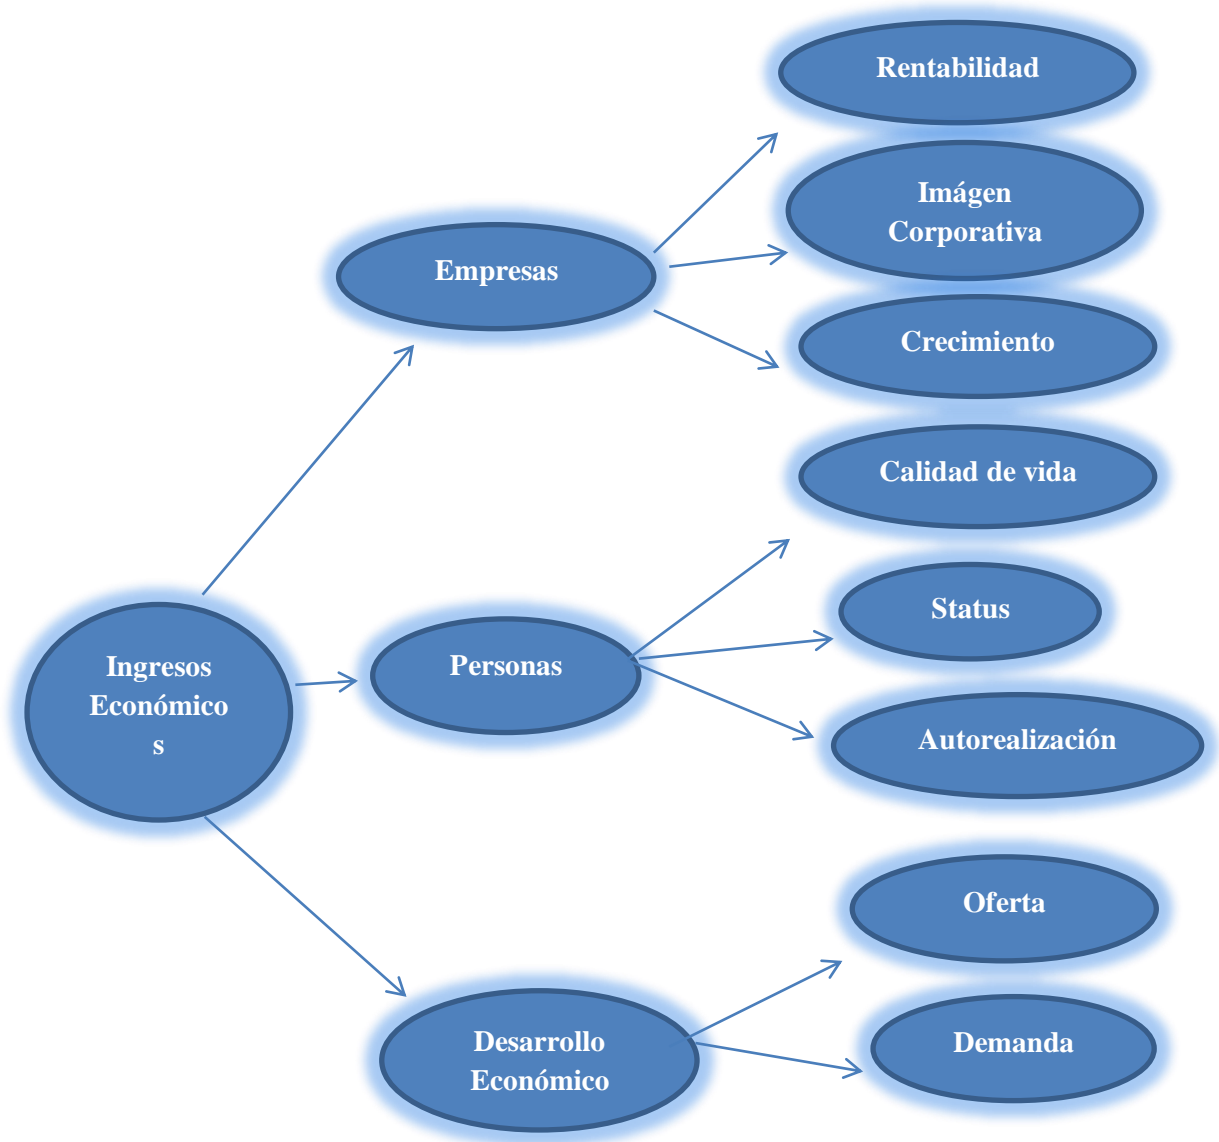 Rentabilidad
Imágen
Corporativa
Empresas
Crecimiento
Calidad de vida
Status
Ingresos
Económico
s
Personas
Autorealización
Oferta
Desarrollo
Económico
Demanda